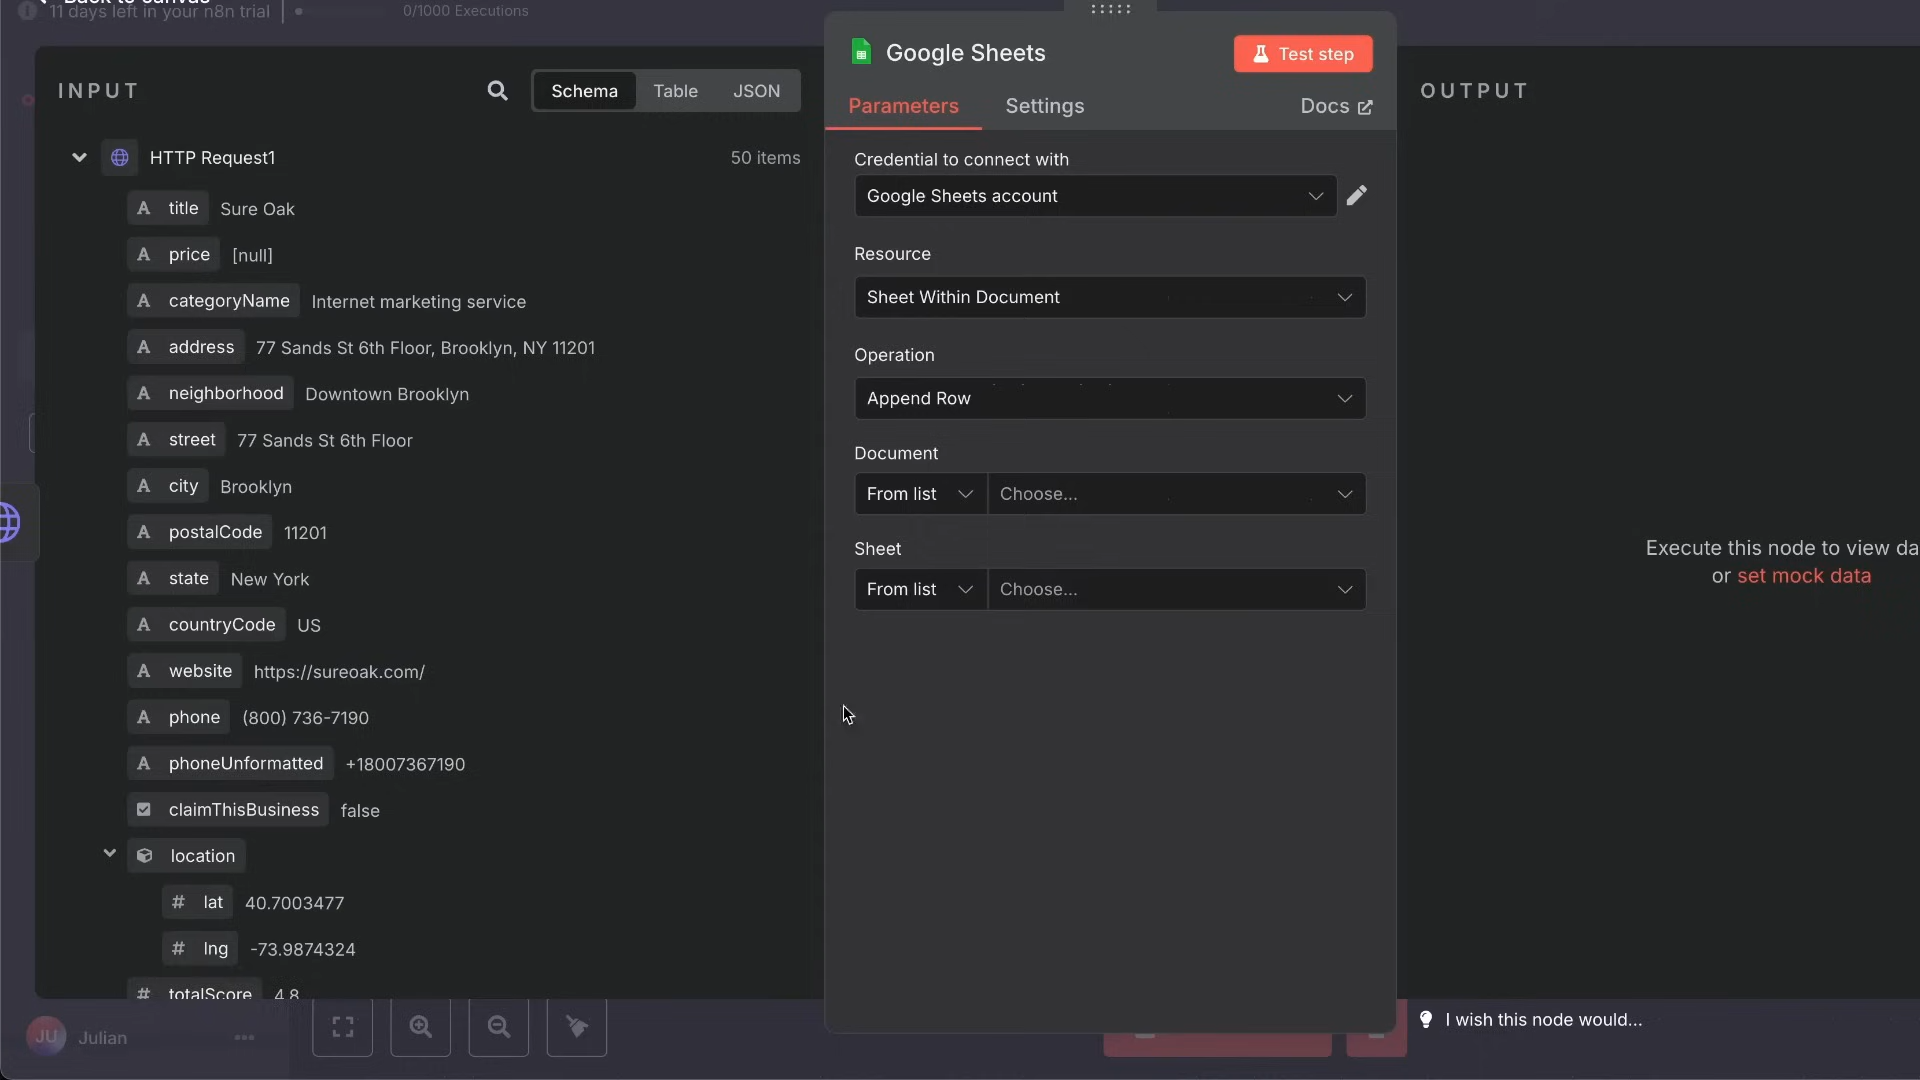 Back to canvas
11 days left in your n8n trial
0/1000 Executions
INPUT
Schema
Table
JSON
HTTP Request1
50 items
A title Sure Oak
A price [null]
A categoryName Internet marketing service
A address 77 Sands St 6th Floor, Brooklyn, NY 11201
A neighborhood Downtown Brooklyn
A street 77 Sands St 6th Floor
A city Brooklyn
A postalCode 11201
A state New York
A countryCode US
A website https://sureoak.com/
A phone (800) 736-7190
A phoneUnformatted +18007367190
claimThisBusiness false
location
# lat 40.7003477
# lng -73.9874324
# totalScore 4.8
JU Julian
Google Sheets
Test step
Parameters
Settings
Docs
Credential to connect with
Google Sheets account
Resource
Sheet Within Document
Operation
Append Row
Document
From list
Choose...
Sheet
From list
Choose...
OUTPUT
Execute this node to view da
or set mock data
I wish this node would...